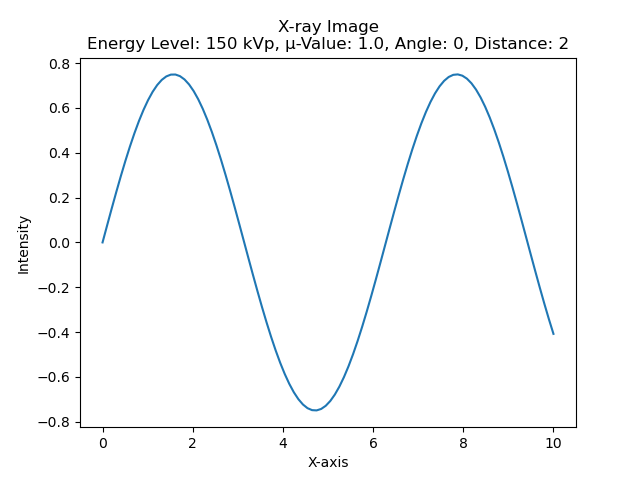 X-ray Image
Energy Level: 150 kVp, μ-Value: 1.0, Angle: 0, Distance: 2
0.8
0.6
0.4
0.2
0.0
−0.2
−0.4
−0.6
−0.8
Intensity
0 2 4 6 8 10
X-axis